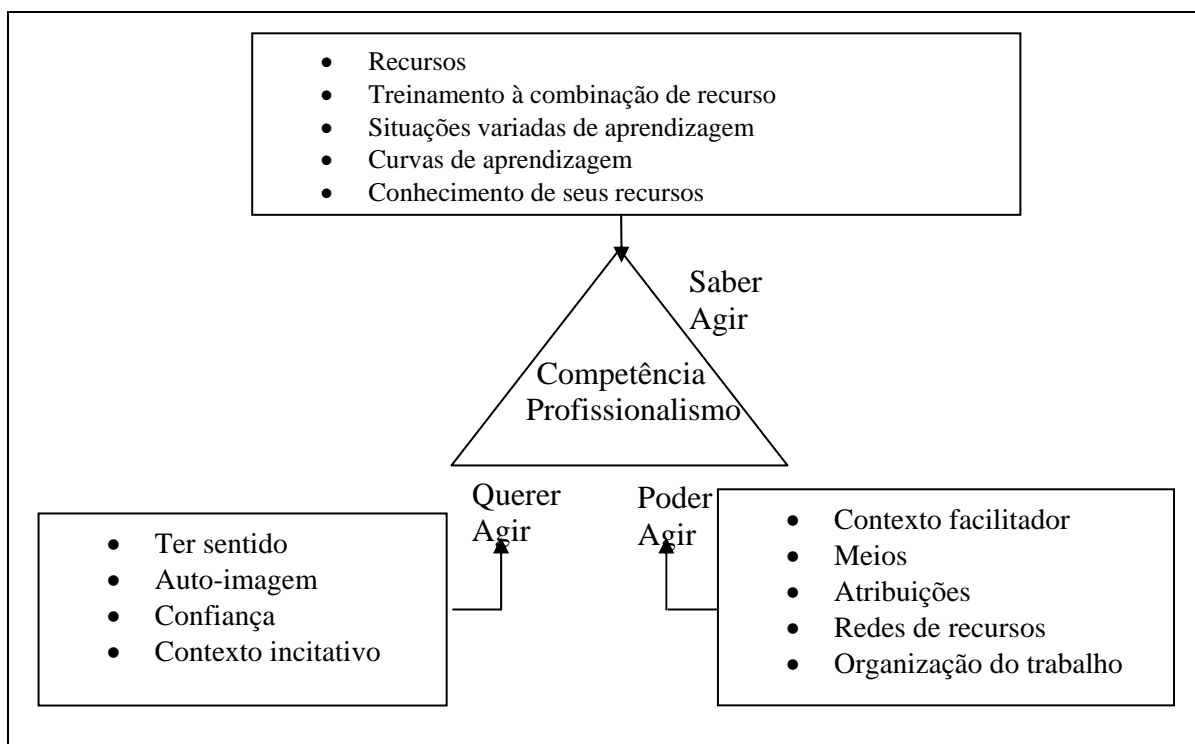 • Recursos
• Treinamento à combinação de recurso
• Situações variadas de aprendizagem
• Curvas de aprendizagem
• Conhecimento de seus recursos
Saber
Agir
Competência
Profissionalismo
Querer
Agir
Poder
Agir
• Ter sentido
• Auto-imagem
• Confiança
• Contexto incitativo
• Contexto facilitador
• Meios
• Atribuições
• Redes de recursos
• Organização do trabalho